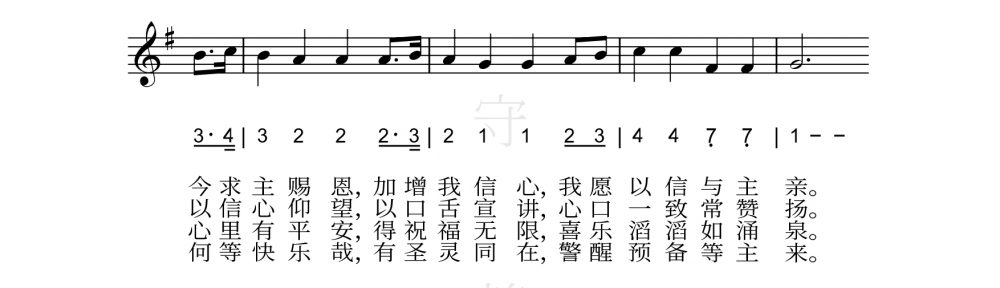 守
3· 4 | 3 2 2 2· 3 | 2 1 1 2 3 | 4 4 7 7 | 1 - -
今求主赐恩,加增我信心,我愿以信与主亲。
以信心仰望,以口舌宣讲,心口一致常赞扬。
心里有平安,得祝福无限,喜乐滔滔如涌泉。
何等快乐哉,有圣灵同在,警醒预备等主来。